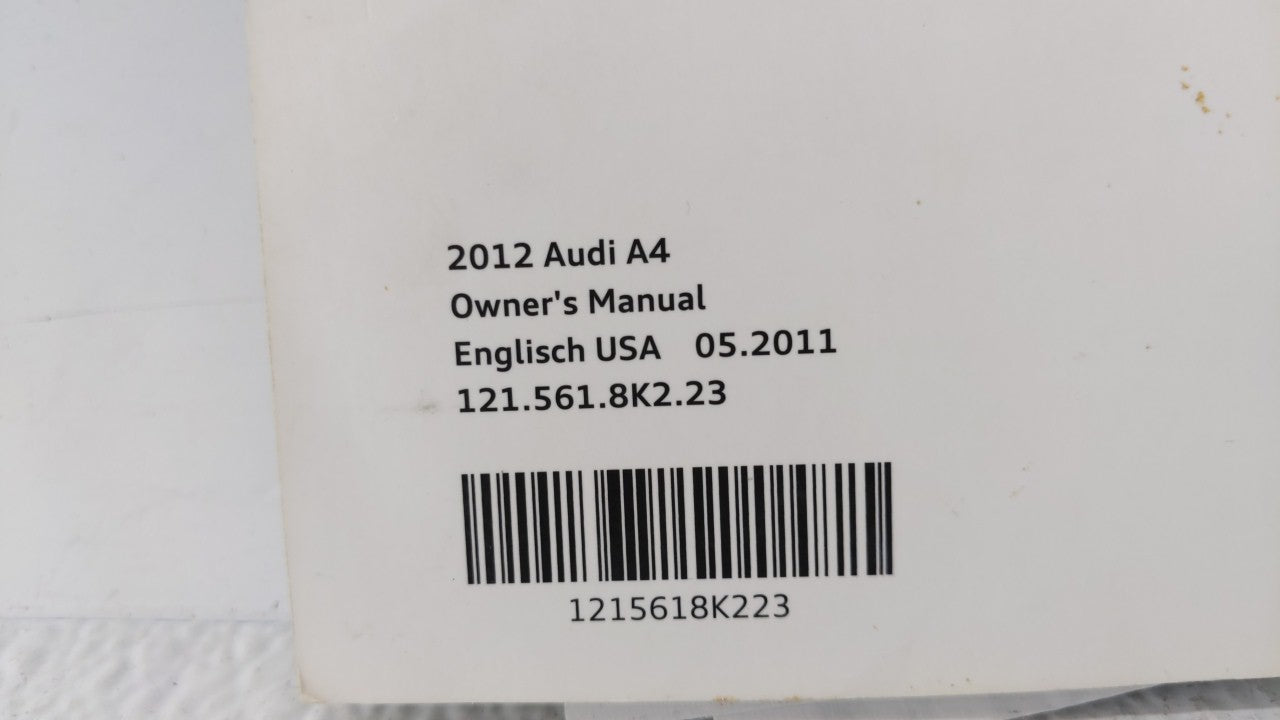 2012 Audi A4
Owner's Manual
Englisch USA 05.2011
121.561.8K2.23
1215618K223